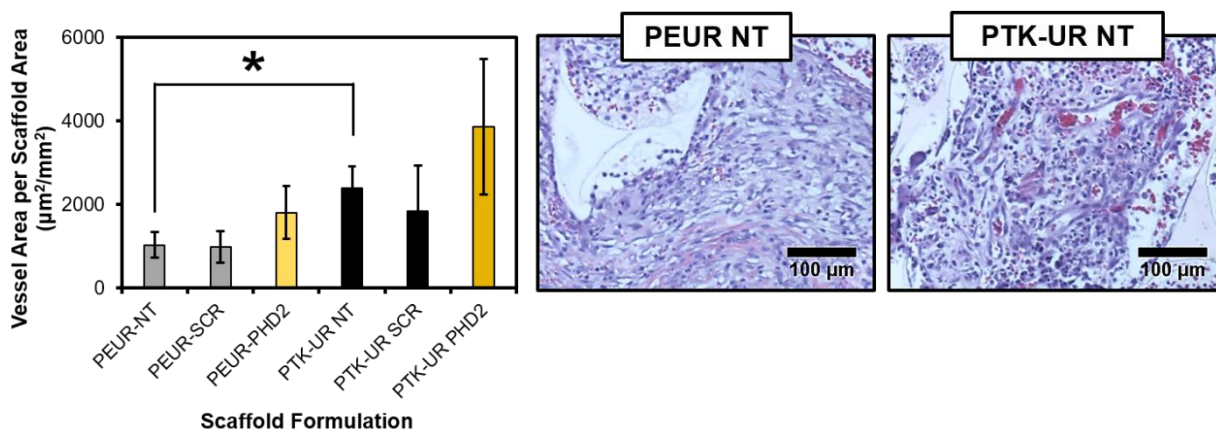 Vessel Area per Scaffold Area
(µm²/mm²)
6000
4000
2000
0
*
PEUR-NT
PEUR-SCR
PEUR-PHD2
PTK-UR NT
PTK-UR SCR
PTK-UR PHD2
Scaffold Formulation
PEUR NT
100 µm
PTK-UR NT
100 µm